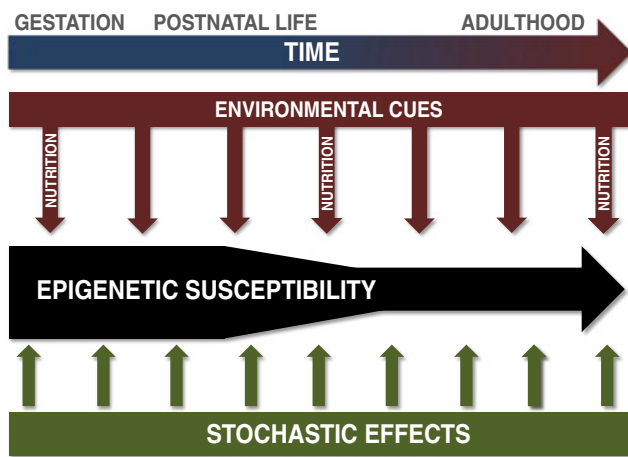 GESTATION POSTNATAL LIFE ADULTHOOD
TIME
ENVIRONMENTAL CUES
NUTRITION NUTRITION NUTRITION
EPIGENETIC SUSCEPTIBILITY
STOCHASTIC EFFECTS